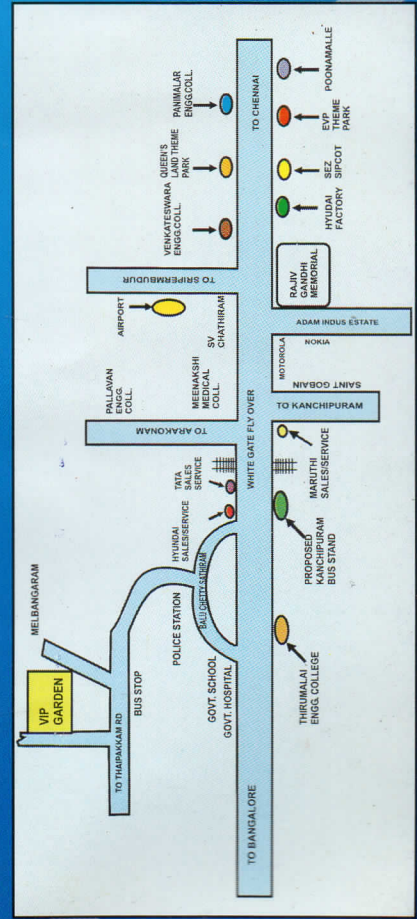 POONAMALLE
EVP
THEME
PARK
SEZ
SIPCOT
HYUDAI
FACTORY
TO CHENNAI
PANIMALAR
ENGG.COLL.
QUEEN'S
LAND THEME
PARK
VENKATESWARA
ENGG.COLL.
RAJIV
GANDHI
MEMORIAL
TO SRIPERMBUDUR
AIRPORT
SV
CHATHIRAM
ADAM INDUS ESTATE
NOKIA
MOTOROLA
SAINT GOBAIN
TO KANCHIPURAM
PALLAVAN
ENGG.
COLL.
MEENAKSHI
MEDICAL
COLL.
TO ARAKONAM
WHITE GATE FLY OVER
MARUTHI
SALES/SERVICE
TATA
SALES
SERVICE
HYUNDAI
SALES/SERVICE
PROPOSED
KANCHIPURAM
BUS STAND
BALU CHETTY SATHIRAM
POLICE STATION
GOVT. SCHOOL
GOVT. HOSPITAL
THIRUMALAI
ENGG. COLLEGE
MELBANGARAM
VIP
GARDEN
BUS STOP
TO THAIPAKKAM RD
TO BANGALORE